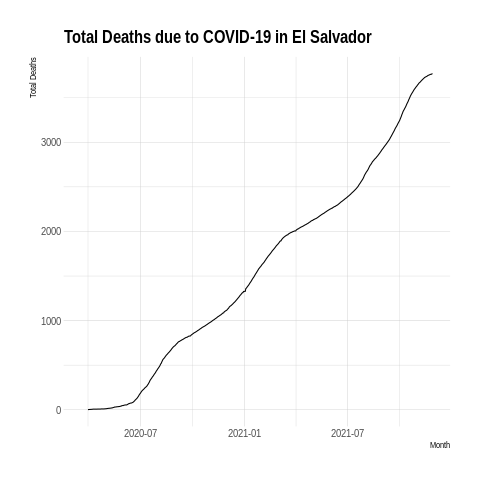 Total Deaths due to COVID-19 in El Salvador
Total Deaths
3000
2000
1000
0
2020-07 2021-01 2021-07
Month